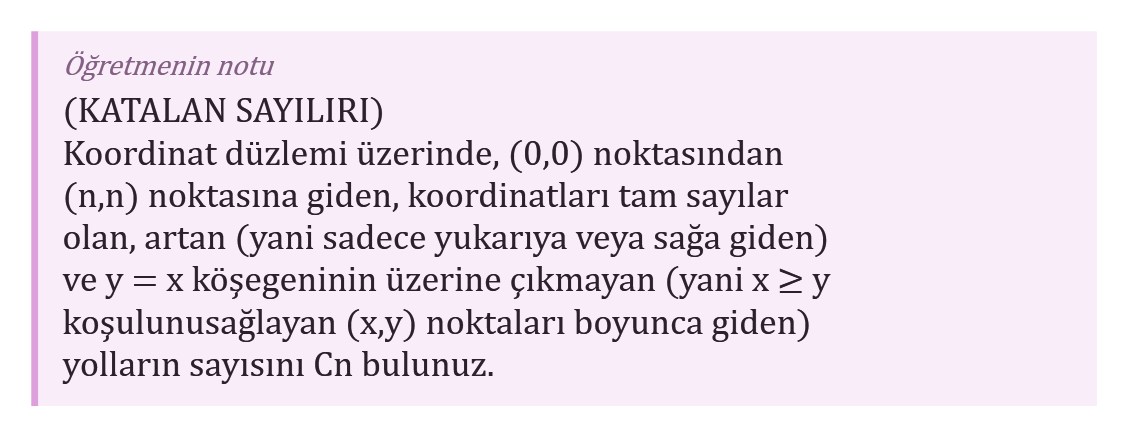 Öğretmenin notu
(KATALAN SAYILIRI)
Koordinat düzlemi üzerinde, (0,0) noktasından
(n,n) noktasına giden, koordinatları tam sayılar
olan, artan (yani sadece yukarıya veya sağa giden)
ve y = x köşegeninin üzerine çıkmayan (yani x ≥ y
koşulunusağlayan (x,y) noktaları boyunca giden)
yolların sayısını Cn bulunuz.